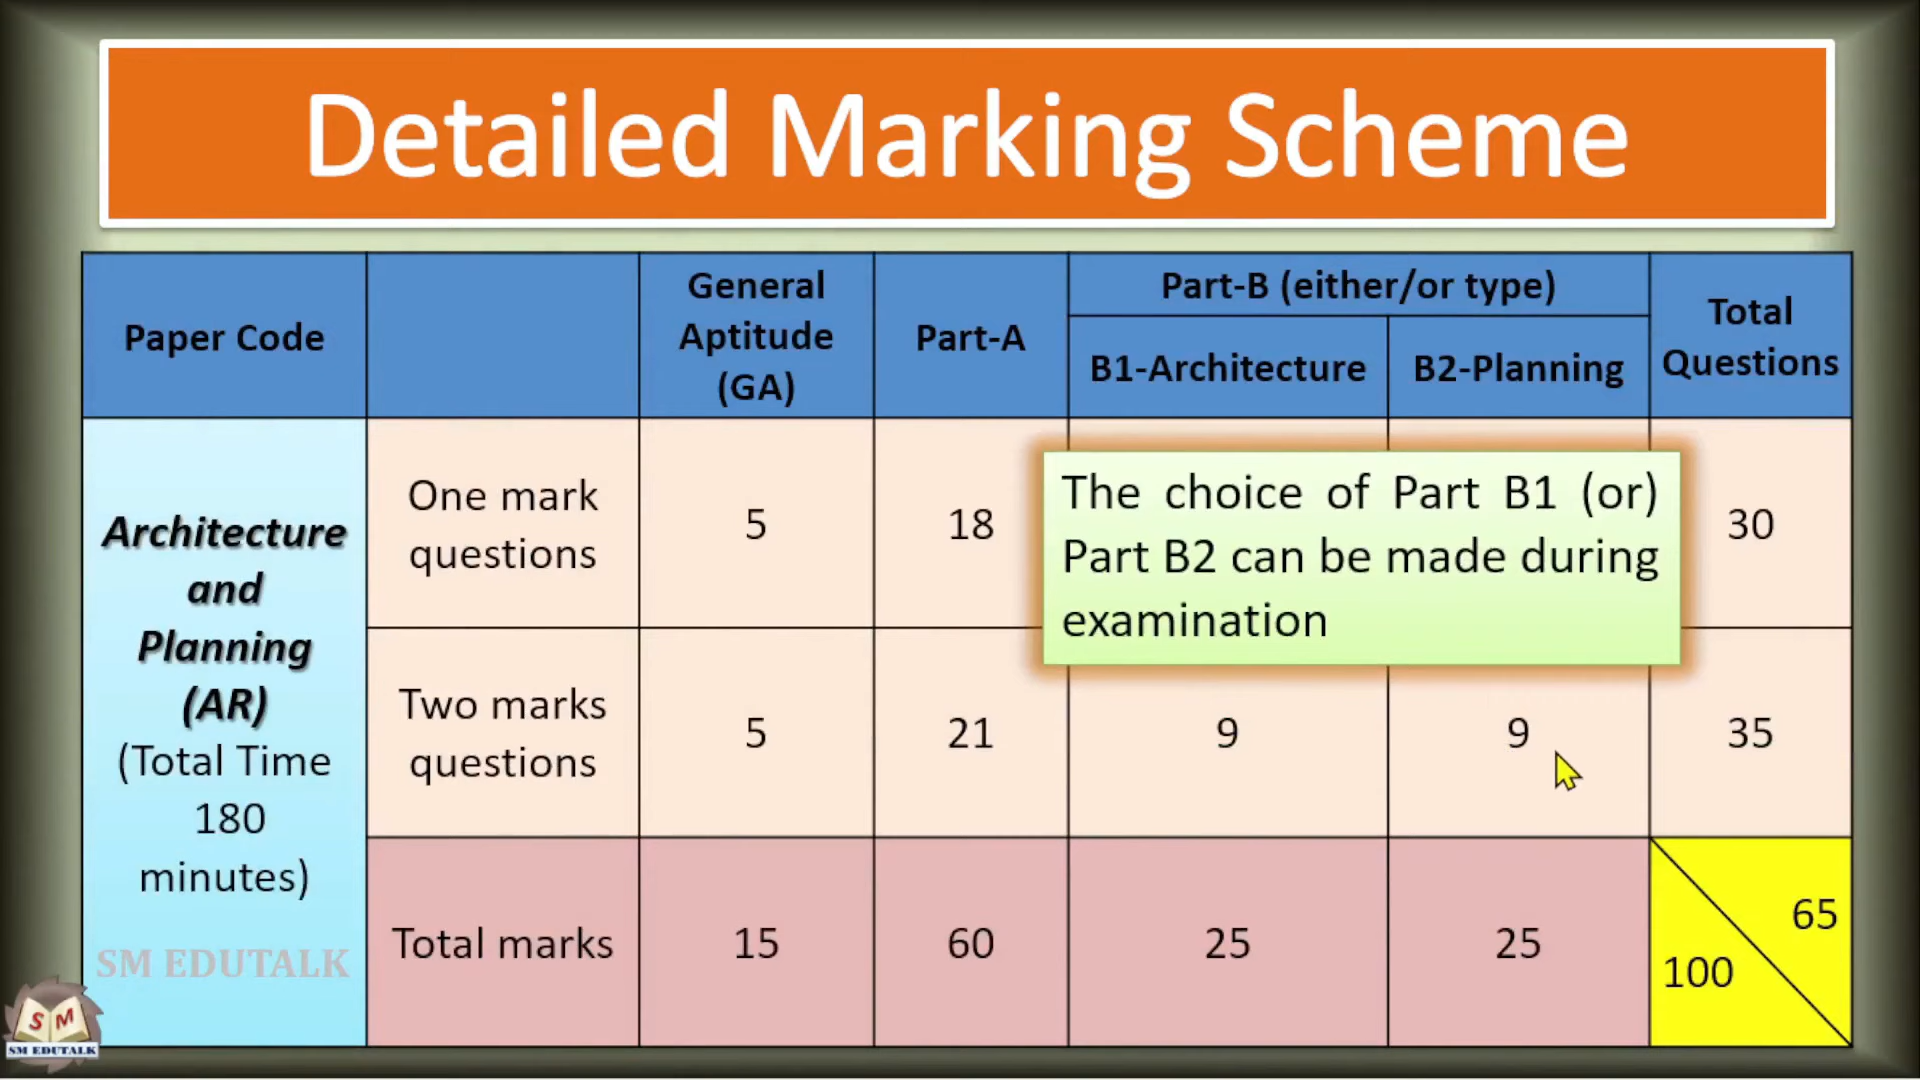 Detailed Marking Scheme
Paper Code
General
Aptitude
(GA)
Part-A
Part-B (either/or type)
B1-Architecture
B2-Planning
Total
Questions
Architecture
and
Planning
(AR)
(Total Time
180
minutes)
One mark
questions
5
18
The choice of Part B1 (or)
Part B2 can be made during
examination
30
Two marks
questions
5
21
9
9
35
Total marks
15
60
25
25
65
100
SM EDUTALK
S M
SM EDUTALK